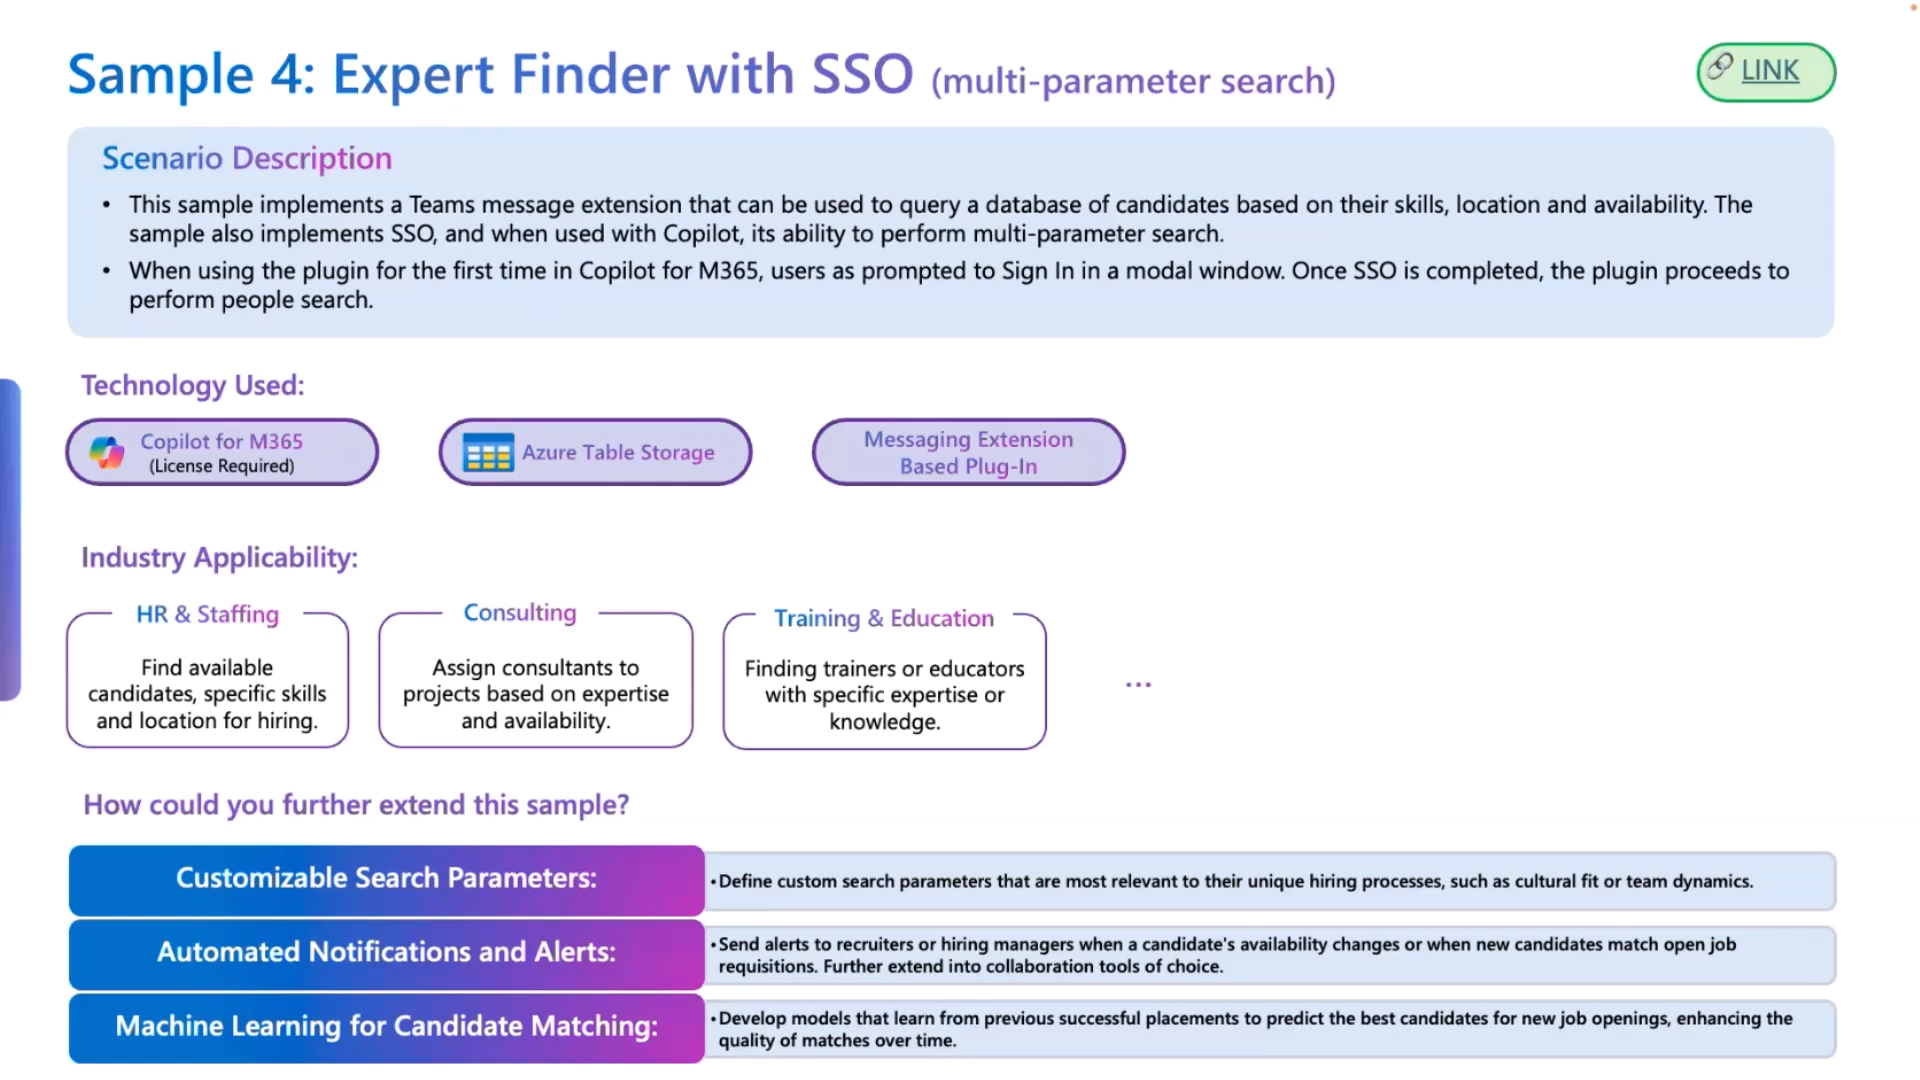 Sample 4: Expert Finder with SSO (multi-parameter search)
LINK
Scenario Description
• This sample implements a Teams message extension that can be used to query a database of candidates based on their skills, location and availability. The
sample also implements SSO, and when used with Copilot, its ability to perform multi-parameter search.
• When using the plugin for the first time in Copilot for M365, users as prompted to Sign In in a modal window. Once SSO is completed, the plugin proceeds to
perform people search.
Technology Used:
Copilot for M365
(License Required)
Azure Table Storage
Messaging Extension
Based Plug-In
Industry Applicability:
HR & Staffing
Find available
candidates, specific skills
and location for hiring.
Consulting
Assign consultants to
projects based on expertise
and availability.
Training & Education
Finding trainers or educators
with specific expertise or
knowledge.
...
How could you further extend this sample?
Customizable Search Parameters:
•Define custom search parameters that are most relevant to their unique hiring processes, such as cultural fit or team dynamics.
Automated Notifications and Alerts:
•Send alerts to recruiters or hiring managers when a candidate's availability changes or when new candidates match open job
requisitions. Further extend into collaboration tools of choice.
Machine Learning for Candidate Matching:
•Develop models that learn from previous successful placements to predict the best candidates for new job openings, enhancing the
quality of matches over time.